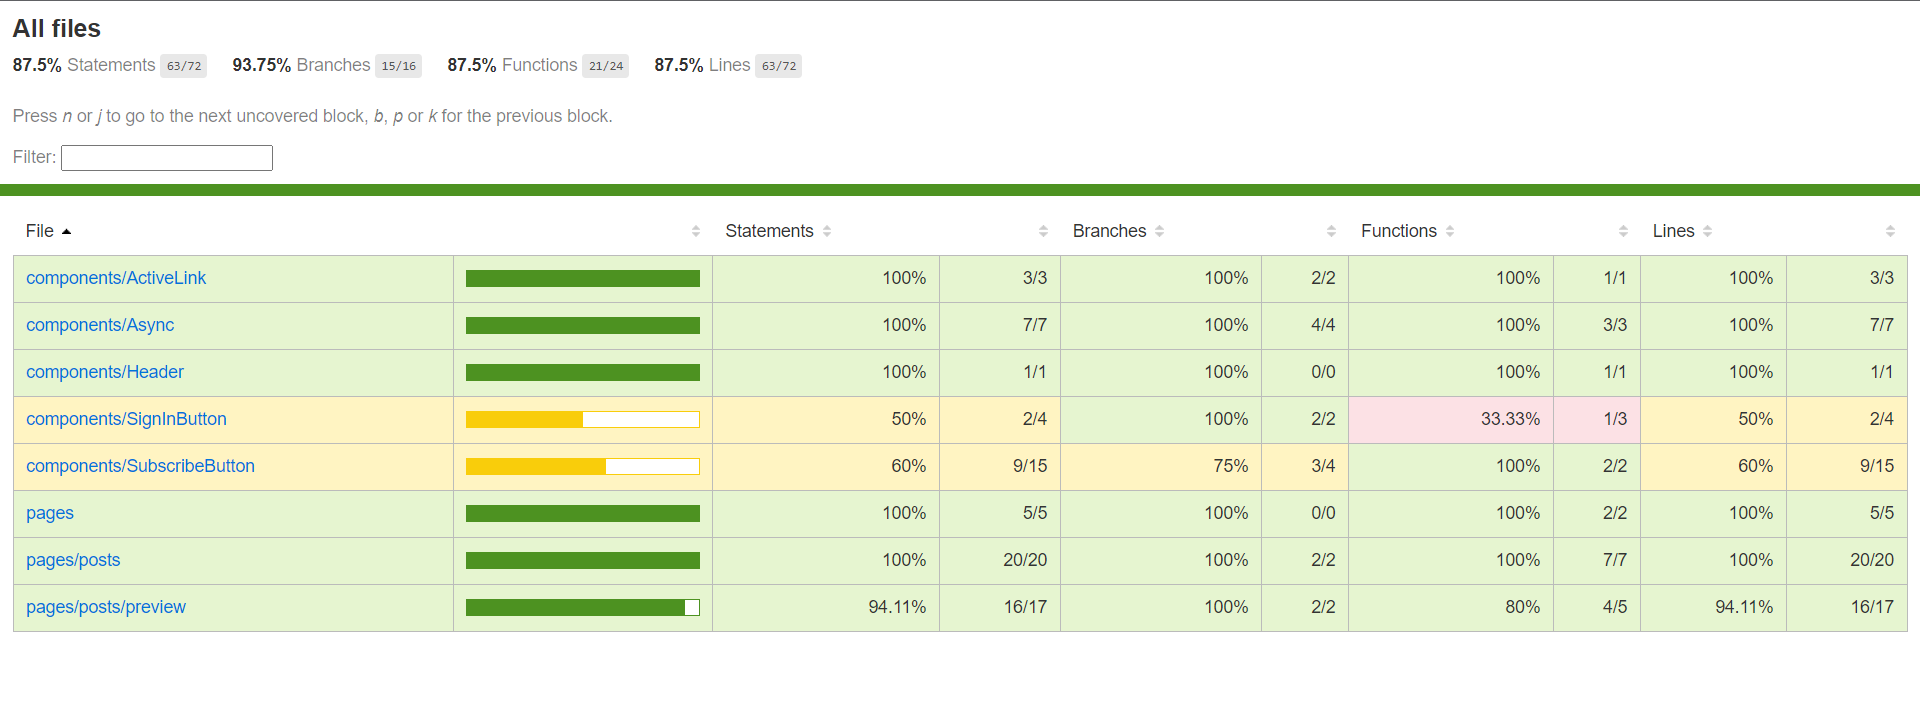 All files
87.5% Statements 63/72 93.75% Branches 15/16 87.5% Functions 21/24 87.5% Lines 63/72
Press n or j to go to the next uncovered block, b, p or k for the previous block.
Filter:
File Statements Branches Functions Lines
components/ActiveLink 100% 3/3 100% 2/2 100% 1/1 100% 3/3
components/Async 100% 7/7 100% 4/4 100% 3/3 100% 7/7
components/Header 100% 1/1 100% 0/0 100% 1/1 100% 1/1
components/SignInButton 50% 2/4 100% 2/2 33.33% 1/3 50% 2/4
components/SubscribeButton 60% 9/15 75% 3/4 100% 2/2 60% 9/15
pages 100% 5/5 100% 0/0 100% 2/2 100% 5/5
pages/posts 100% 20/20 100% 2/2 100% 7/7 100% 20/20
pages/posts/preview 94.11% 16/17 100% 2/2 80% 4/5 94.11% 16/17